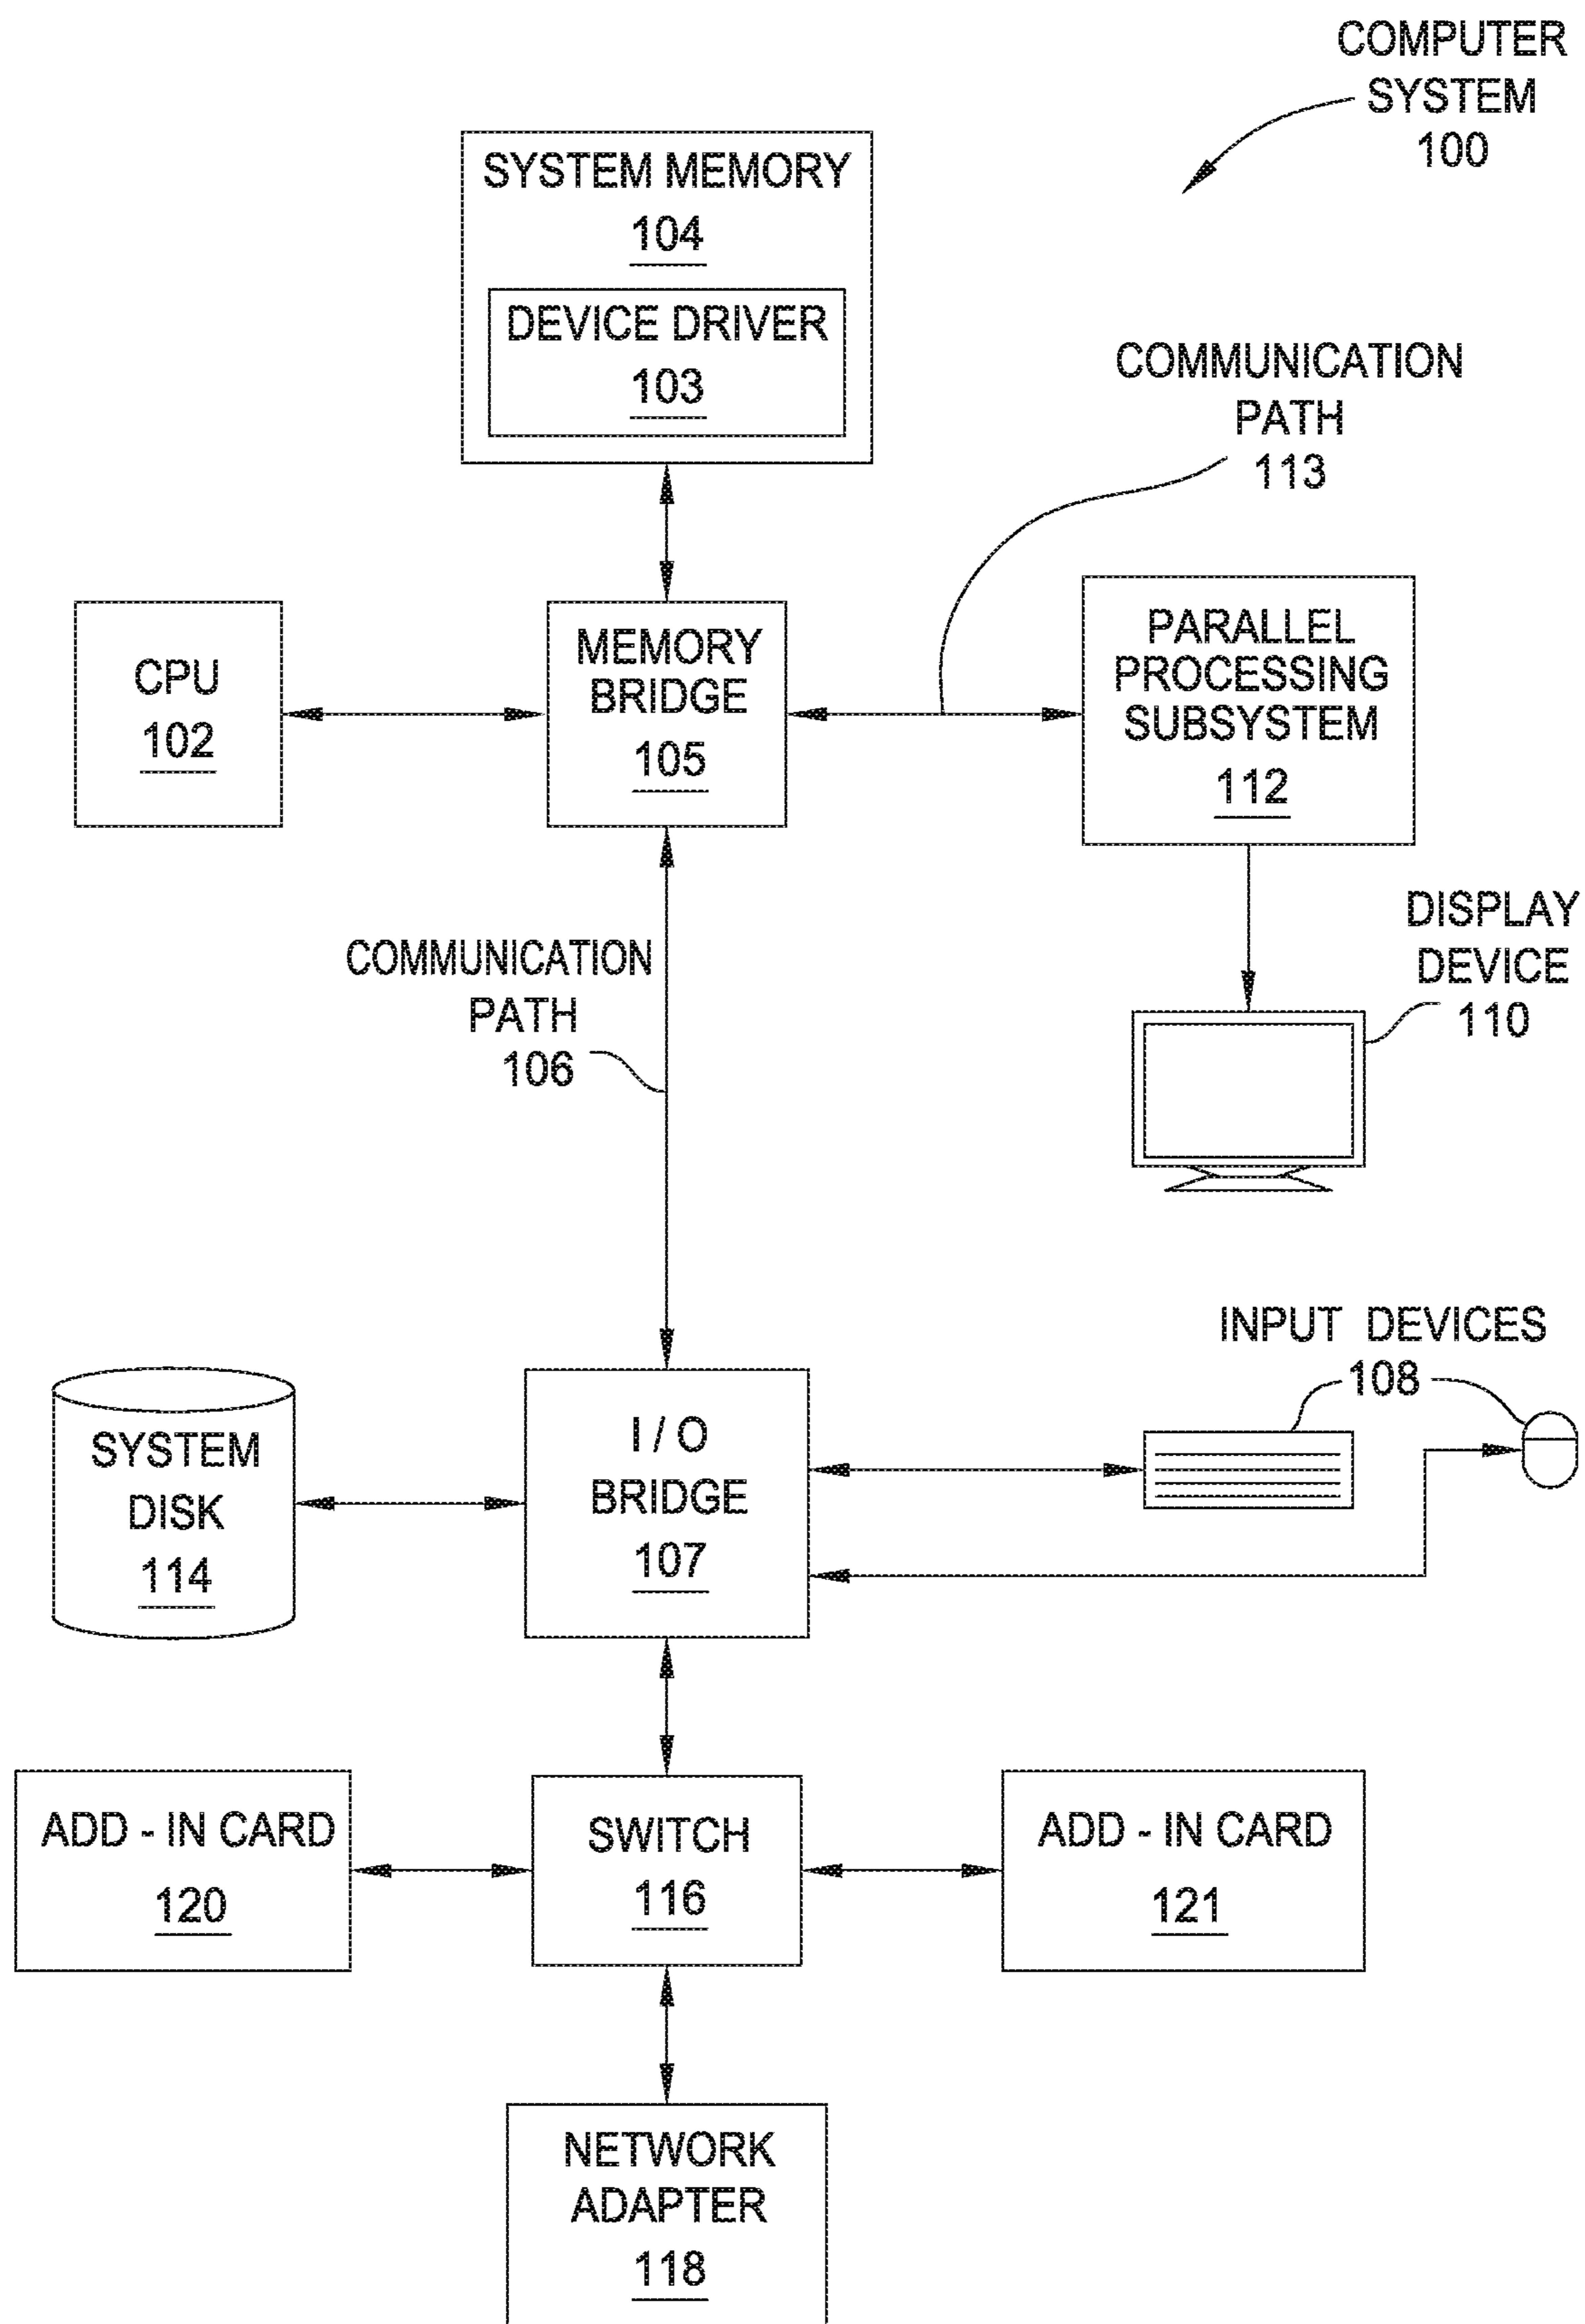 COMPUTER
SYSTEM
100
SYSTEM MEMORY
104
DEVICE DRIVER
103
COMMUNICATION
PATH
113
CPU
102
MEMORY
BRIDGE
105
PARALLEL
PROCESSING
SUBSYSTEM
112
COMMUNICATION
PATH
106
DISPLAY
DEVICE
110
INPUT DEVICES
108
SYSTEM
DISK
114
I / O
BRIDGE
107
ADD - IN CARD
120
SWITCH
116
ADD - IN CARD
121
NETWORK
ADAPTER
118